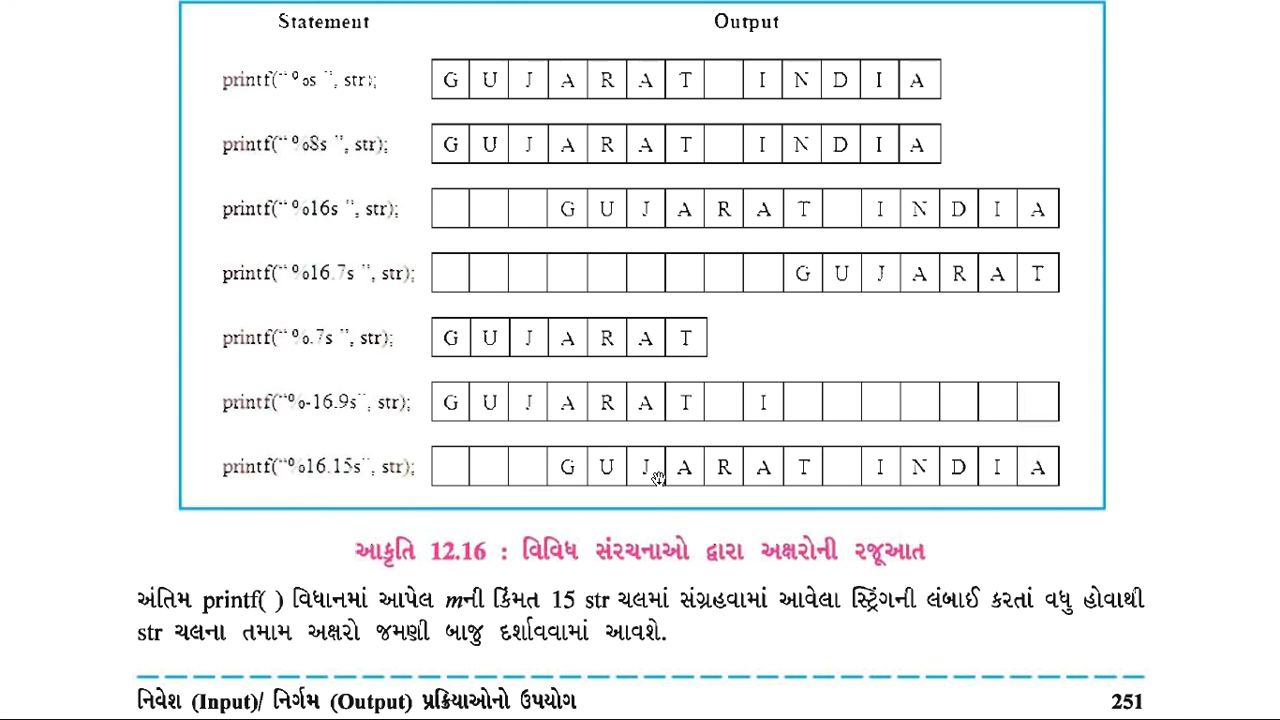 Statement Output
printf(“%s ”, str); G U J A R A T I N D I A
printf(“%8s ”, str); G U J A R A T I N D I A
printf(“%16s ”, str); G U J A R A T I N D I A
printf(“%16.7s ”, str); G U J A R A T
printf(“%.7s ”, str); G U J A R A T
printf(“%-16.9s”, str); G U J A R A T I
printf(“%16.15s”, str); G U J A R A T I N D I A
આકૃતિ 12.16 : વિવિધ સંરચનાઓ દ્વારા અક્ષરોની રજૂઆત
અંતિમ printf( ) વિધાનમાં આપેલ mની કિંમત 15 str ચલમાં સંગ્રહવામાં આવેલા સ્ટ્રિંગની લંબાઈ કરતાં વધુ હોવાથી
str ચલના તમામ અક્ષરો જમણી બાજુ દર્શાવવામાં આવશે.
નિવેશ (Input)/ નિર્ગમ (Output) પ્રક્રિયાઓનો ઉપયોગ 251